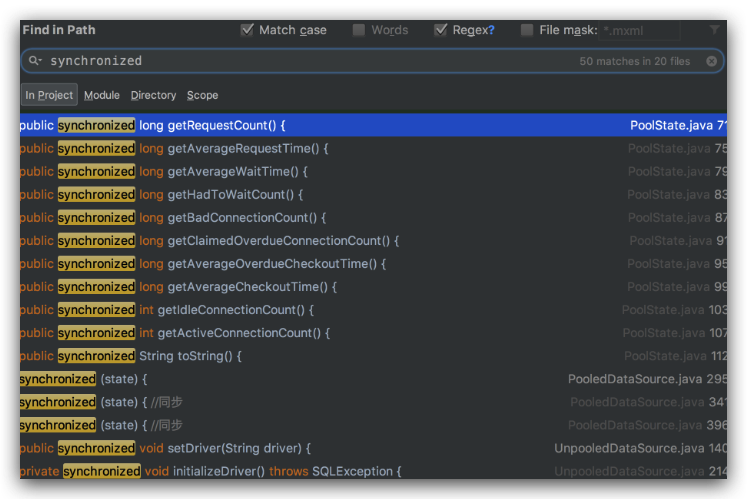 Find in Path Match case Words Regex? File mask: *.mxml
synchronized 50 matches in 20 files
In Project Module Directory Scope
public synchronized long getRequestCount() { PoolState.java 71
public synchronized long getAverageRequestTime() { PoolState.java 75
public synchronized long getAverageWaitTime() { PoolState.java 79
public synchronized long getHadToWaitCount() { PoolState.java 83
public synchronized long getBadConnectionCount() { PoolState.java 87
public synchronized long getClaimedOverdueConnectionCount() { PoolState.java 91
public synchronized long getAverageOverdueCheckoutTime() { PoolState.java 95
public synchronized long getAverageCheckoutTime() { PoolState.java 99
public synchronized int getIdleConnectionCount() { PoolState.java 103
public synchronized int getActiveConnectionCount() { PoolState.java 107
public synchronized String toString() { PoolState.java 112
synchronized (state) { PooledDataSource.java 295
synchronized (state) { //同步 PooledDataSource.java 341
synchronized (state) { //同步 PooledDataSource.java 396
public synchronized void setDriver(String driver) { UnpooledDataSource.java 140
private synchronized void initializeDriver() throws SQLException { UnpooledDataSource.java 214